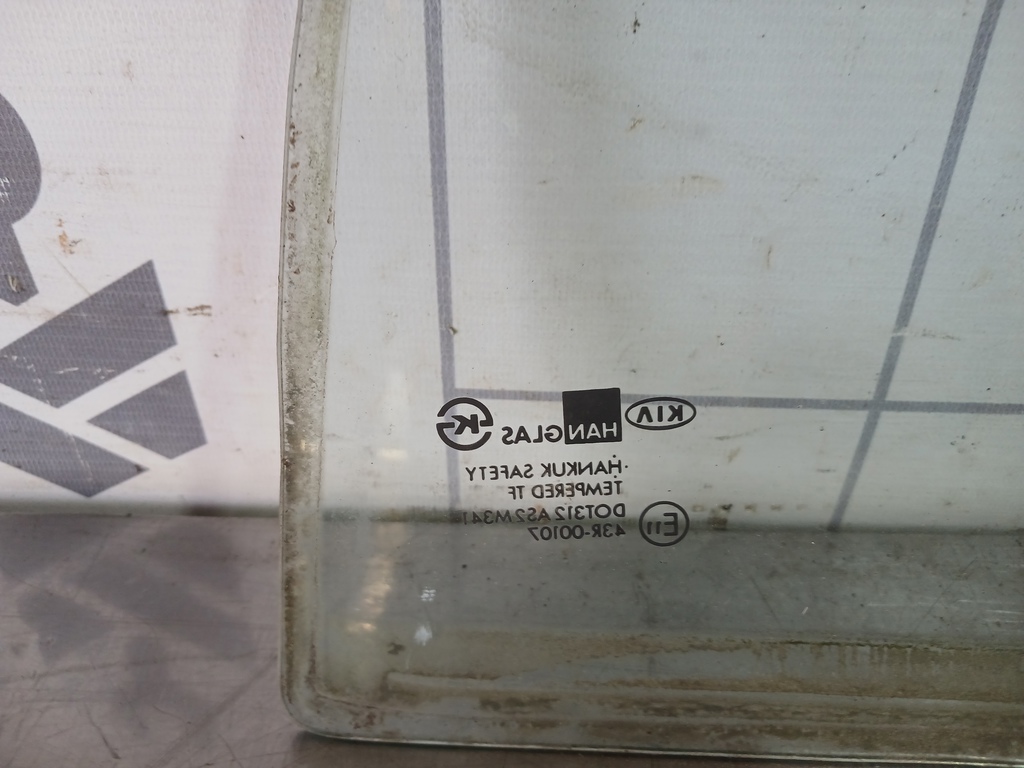 KIA HANGLAS K
HANKUK SAFETY
TEMPERED TF
DOT312 AS2 M341
E11 43R-00107